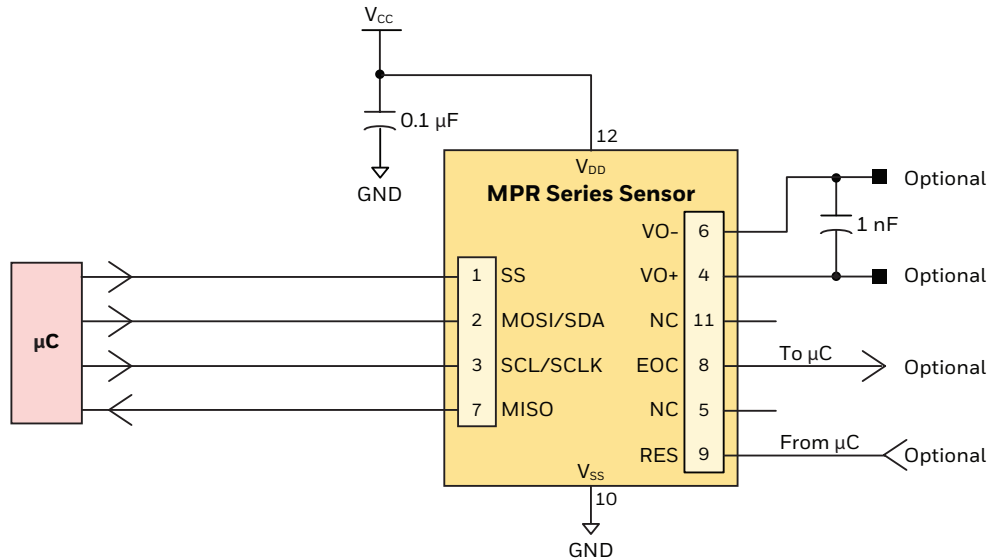 VCC
0.1 µF
GND
12
VDD
MPR Series Sensor
VO- 6
Optional
1 nF
VO+ 4
Optional
1 SS
2 MOSI/SDA
3 SCL/SCLK
7 MISO
µC
NC 11
EOC 8
To µC
Optional
NC 5
RES 9
From µC
Optional
VSS
10
GND